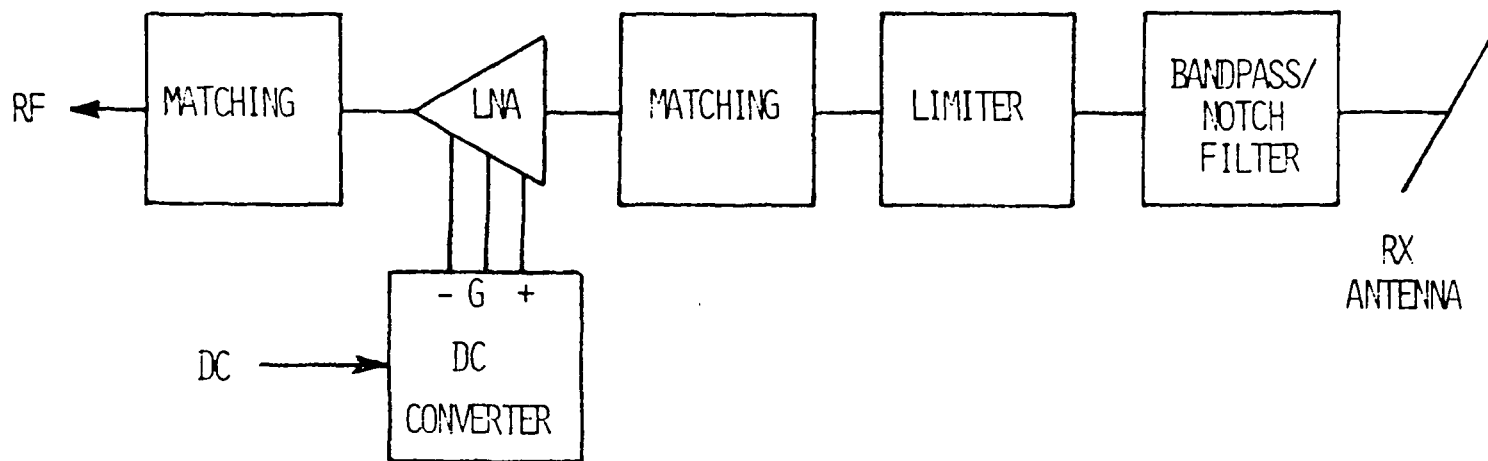 RF
MATCHING
LNA
MATCHING
LIMITER
BANDPASS/
NOTCH
FILTER
RX
ANTENNA
- G +
DC
DC
CONVERTER